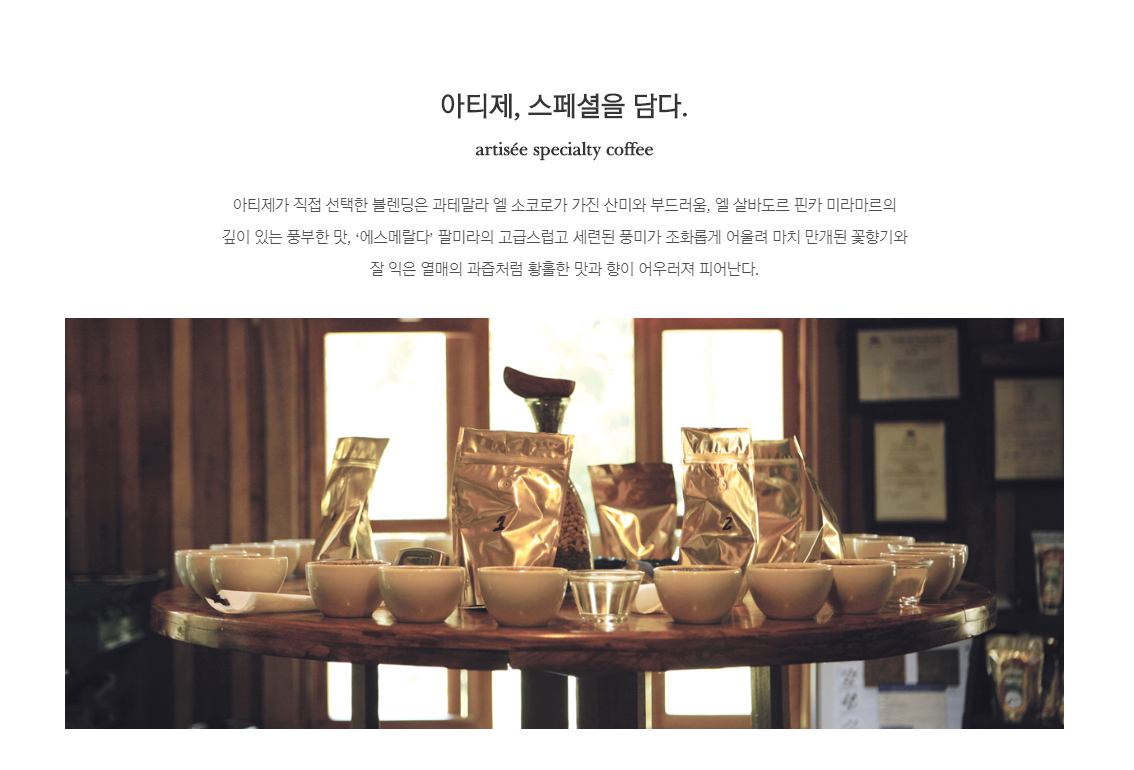 아티제, 스페셜을 담다.
artisée specialty coffee
아티제가 직접 선택한 블렌딩은 과테말라 엘 소코로가 가진 산미와 부드러움, 엘 살바도르 핀카 미라마르의
깊이 있는 풍부한 맛, ‘에스메랄다’ 팔미라의 고급스럽고 세련된 풍미가 조화롭게 어울려 마치 만개된 꽃향기와
잘 익은 열매의 과즙처럼 황홀한 맛과 향이 어우러져 피어난다.
1
2